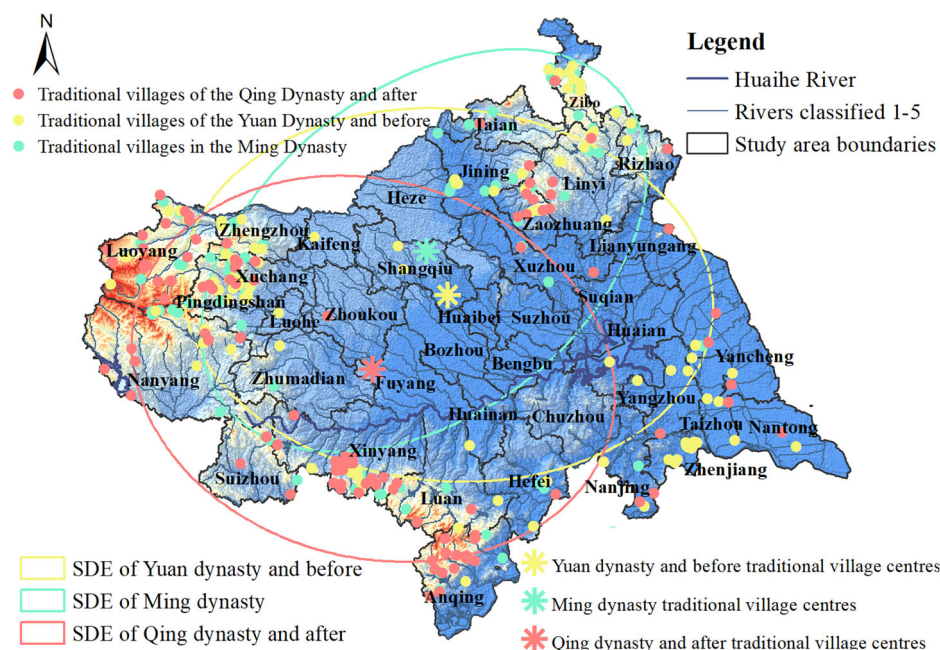 N
Traditional villages of the Qing Dynasty and after
Traditional villages of the Yuan Dynasty and before
Traditional villages in the Ming Dynasty
Legend
Huaihe River
Rivers classified 1-5
Study area boundaries
Zibo
Taian
Jining
Rizhao
Linyi
Heze
Zaozhuang
Zhengzhou
Kaifeng
Lianyungang
Luoyang
Shangqiu
Xuzhou
Xuchang
Suqian
Pingdingshan
Huaibei
Suzhou
Luohe
Zhoukou
Huaian
Bozhou
Yancheng
Bengbu
Nanyang
Zhumadian
Fuyang
Yangzhou
Huainan
Chuzhou
Taizhou
Nantong
Xinyang
Zhenjiang
Suizhou
Hefei
Nanjing
Luan
Anqing
SDE of Yuan dynasty and before
SDE of Ming dynasty
SDE of Qing dynasty and after
Yuan dynasty and before traditional village centres
Ming dynasty traditional village centres
Qing dynasty and after traditional village centres